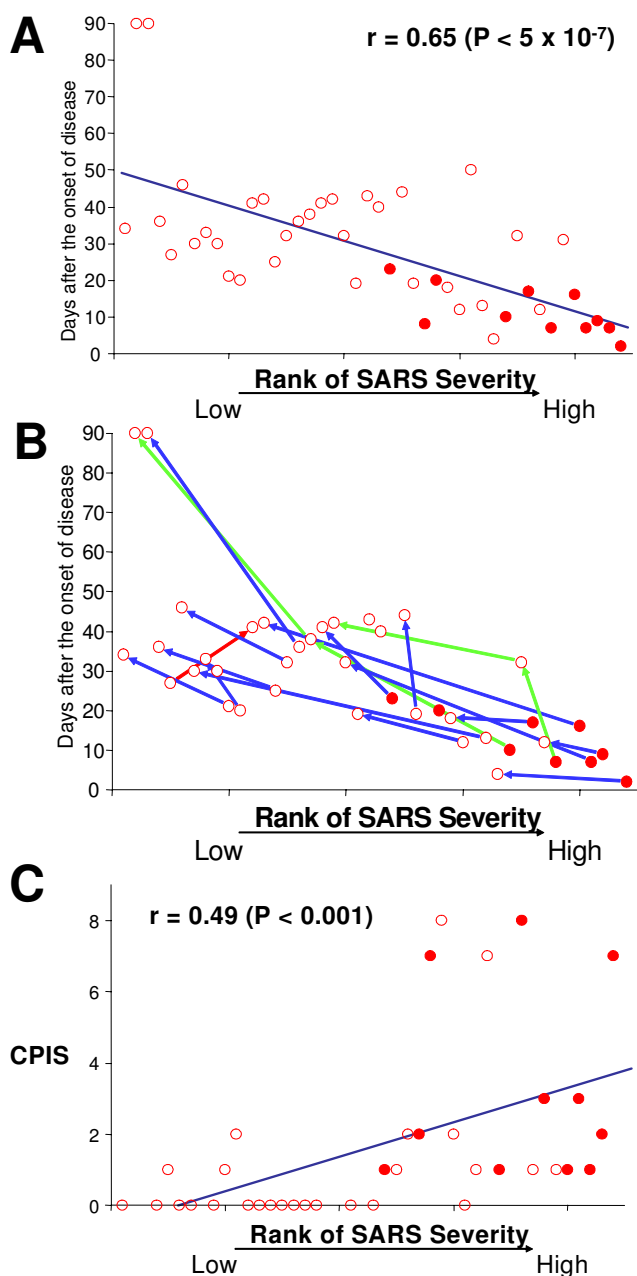 A
r = 0.65 (P < 5 x 10-7)
Days after the onset of disease
90
80
70
60
50
40
30
20
10
0
Rank of SARS Severity
Low High
B
Days after the onset of disease
90
80
70
60
50
40
30
20
10
0
Rank of SARS Severity
Low High
C
r = 0.49 (P < 0.001)
CPIS
8
6
4
2
0
Rank of SARS Severity
Low High